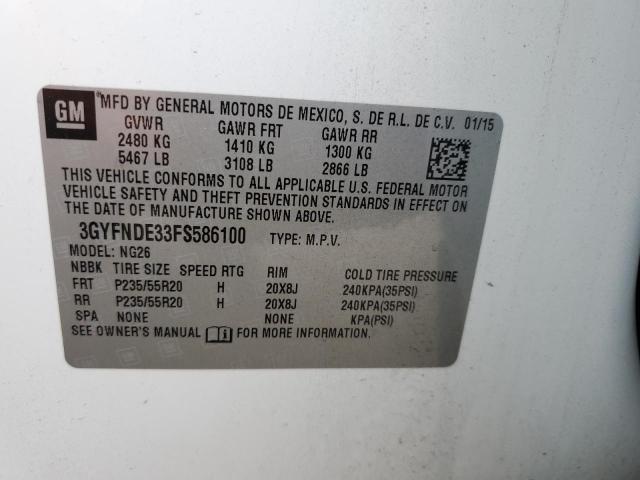 GM
MFD BY GENERAL MOTORS DE MEXICO, S. DE R.L. DE C.V. 01/15
GVWR GAWR FRT GAWR RR
2480 KG 1410 KG 1300 KG
5467 LB 3108 LB 2866 LB
THIS VEHICLE CONFORMS TO ALL APPLICABLE U.S. FEDERAL MOTOR
VEHICLE SAFETY AND THEFT PREVENTION STANDARDS IN EFFECT ON
THE DATE OF MANUFACTURE SHOWN ABOVE.
3GYFNDE33FS586100 TYPE: M.P.V.
MODEL: NG26
NBBK TIRE SIZE SPEED RTG RIM COLD TIRE PRESSURE
FRT P235/55R20 H 20X8J 240KPA(35PSI)
RR P235/55R20 H 20X8J 240KPA(35PSI)
SPA NONE NONE KPA(PSI)
SEE OWNER'S MANUAL FOR MORE INFORMATION.